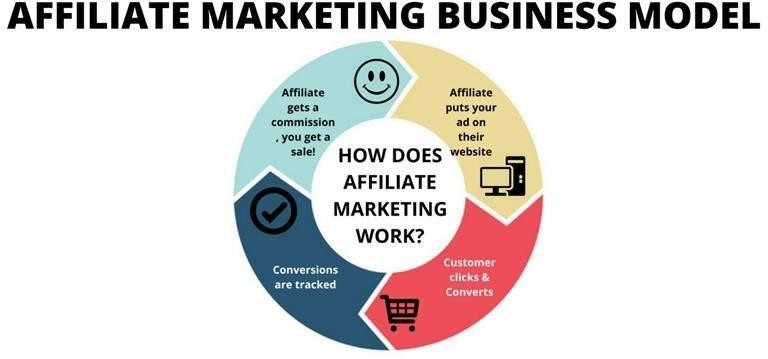 AFFILIATE MARKETING BUSINESS MODEL
Affiliate
gets a
commission
, you get a
sale!
Affiliate
puts your
ad on
their
website
HOW DOES
AFFILIATE
MARKETING
WORK?
Conversions
are tracked
Customer
clicks &
Converts